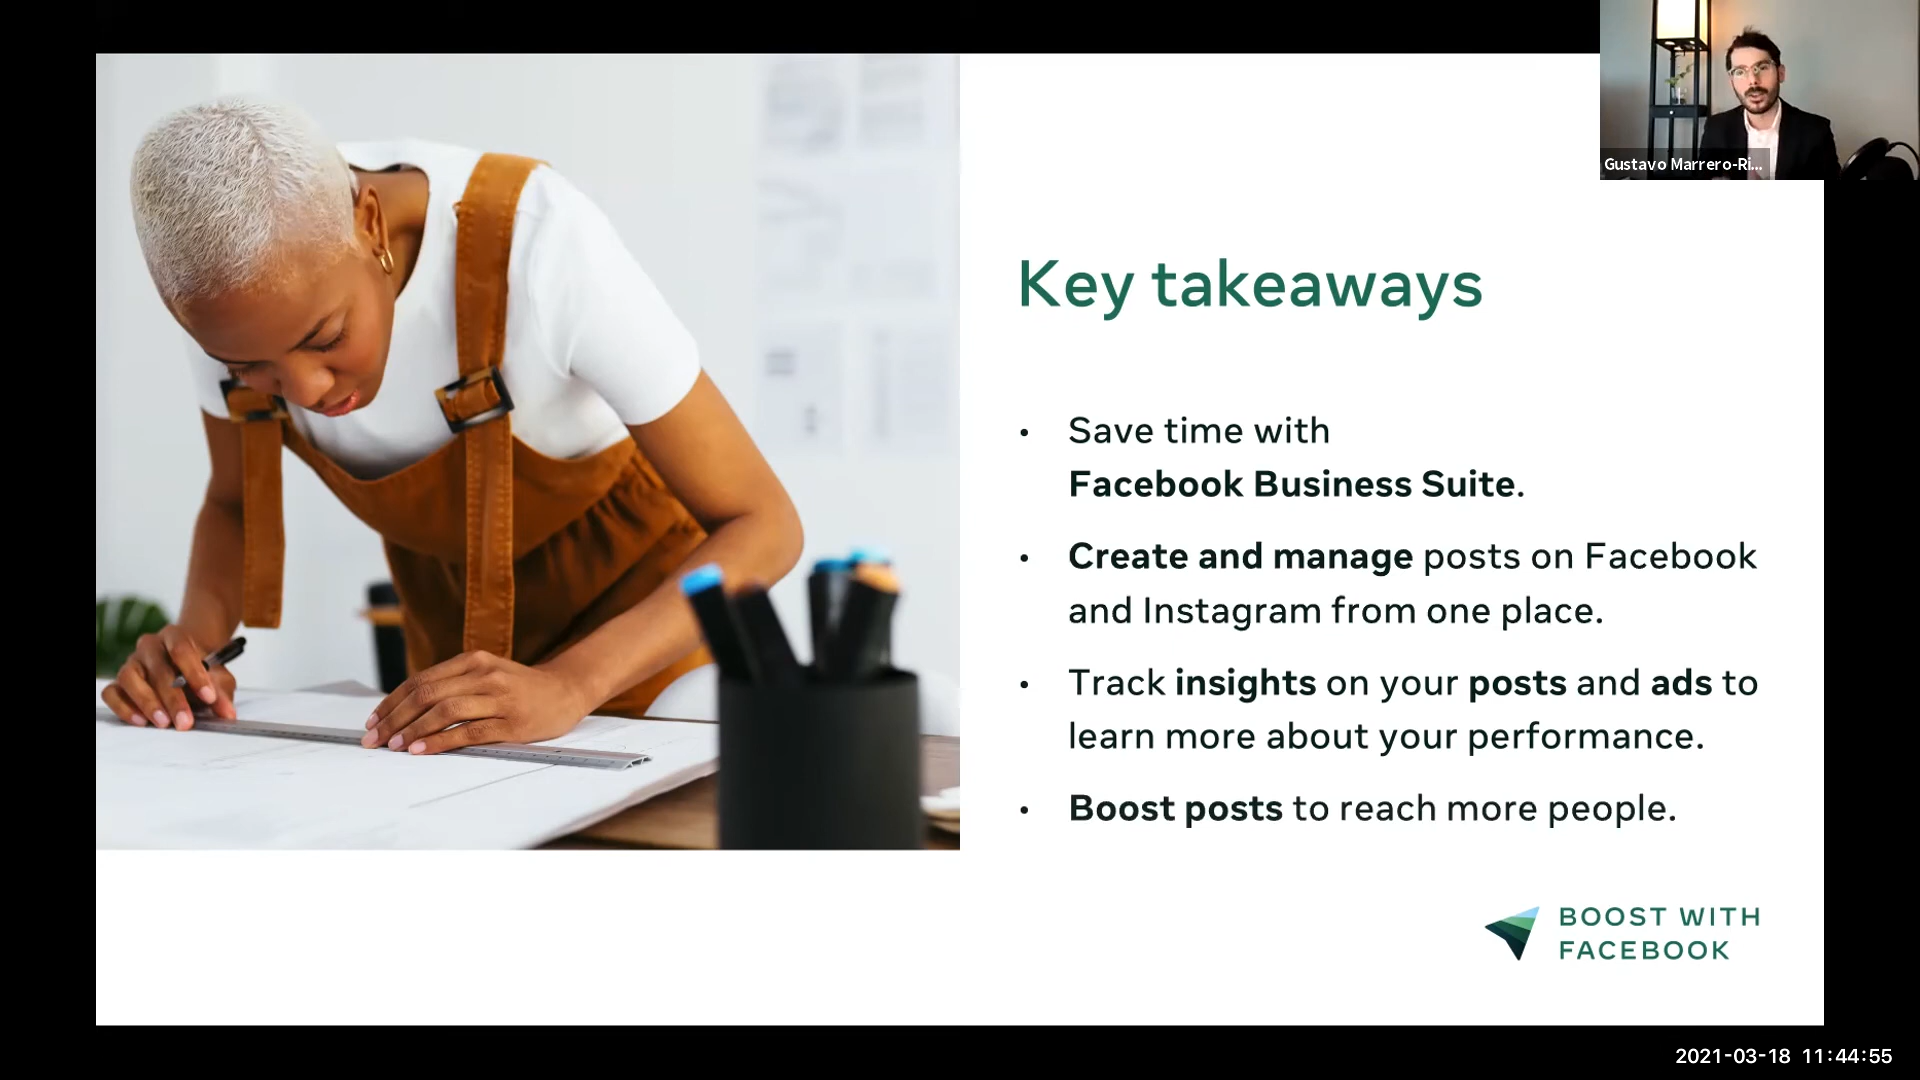 Gustavo Marrero-Ri...
Key takeaways
• Save time with
Facebook Business Suite.
• Create and manage posts on Facebook
and Instagram from one place.
• Track insights on your posts and ads to
learn more about your performance.
• Boost posts to reach more people.
BOOST WITH
FACEBOOK
2021-03-18 11:44:55